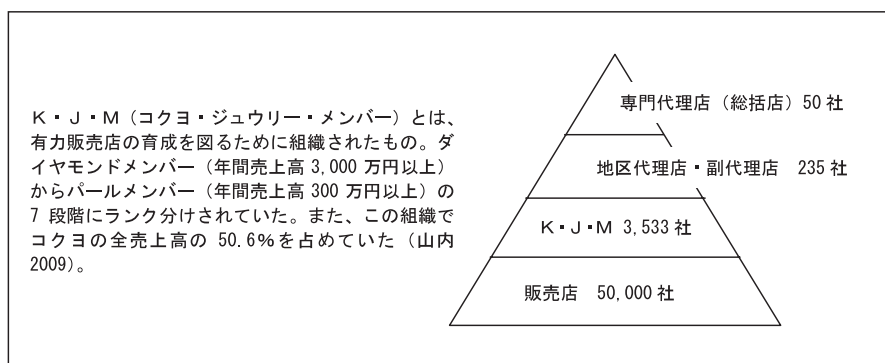 K・J・M（コクヨ・ジュウリー・メンバー）とは、
有力販売店の育成を図るために組織されたもの。ダ
イヤモンドメンバー（年間売上高 3,000 万円以上）
からパールメンバー（年間売上高 300 万円以上）の
7 段階にランク分けされていた。また、この組織で
コクヨの全売上高の 50.6％を占めていた（山内
2009）。
専門代理店（総括店）50 社
地区代理店・副代理店　235 社
K・J・M 3,533 社
販売店　50,000 社